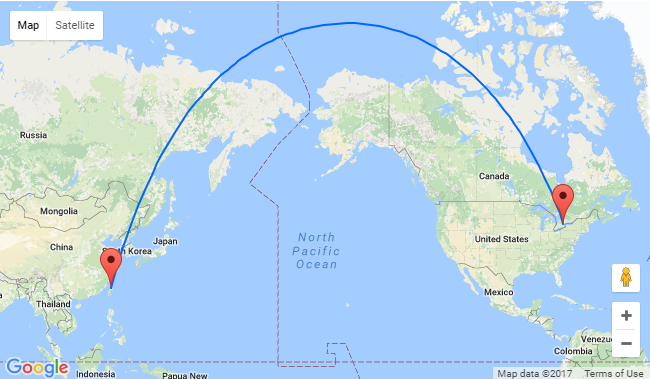 Map Satellite
Russia
Canada
Mongolia
United States
North
Pacific
Ocean
China
Japan
South Korea
Mexico
Thailand
Venezu
Colombia
Indonesia
Papua New
Google
Map data ©2017 Terms of Use